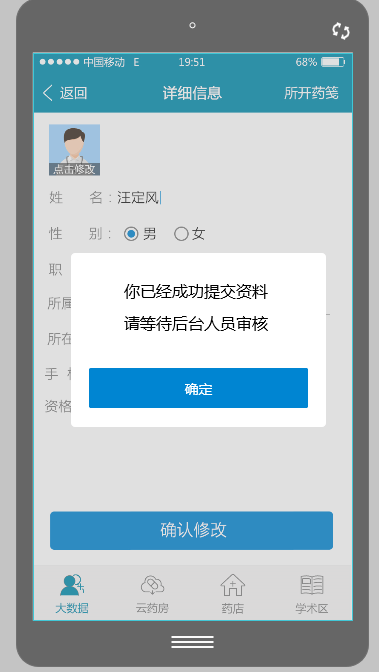 中国移动 E 19:51 68%
返回 详细信息 所开药笺
点击修改
姓 名：汪定风
性 别： 男 女
职
所属
所在
手
资格
你已经成功提交资料
请等待后台人员审核
确定
确认修改
大数据 云药房 药店 学术区